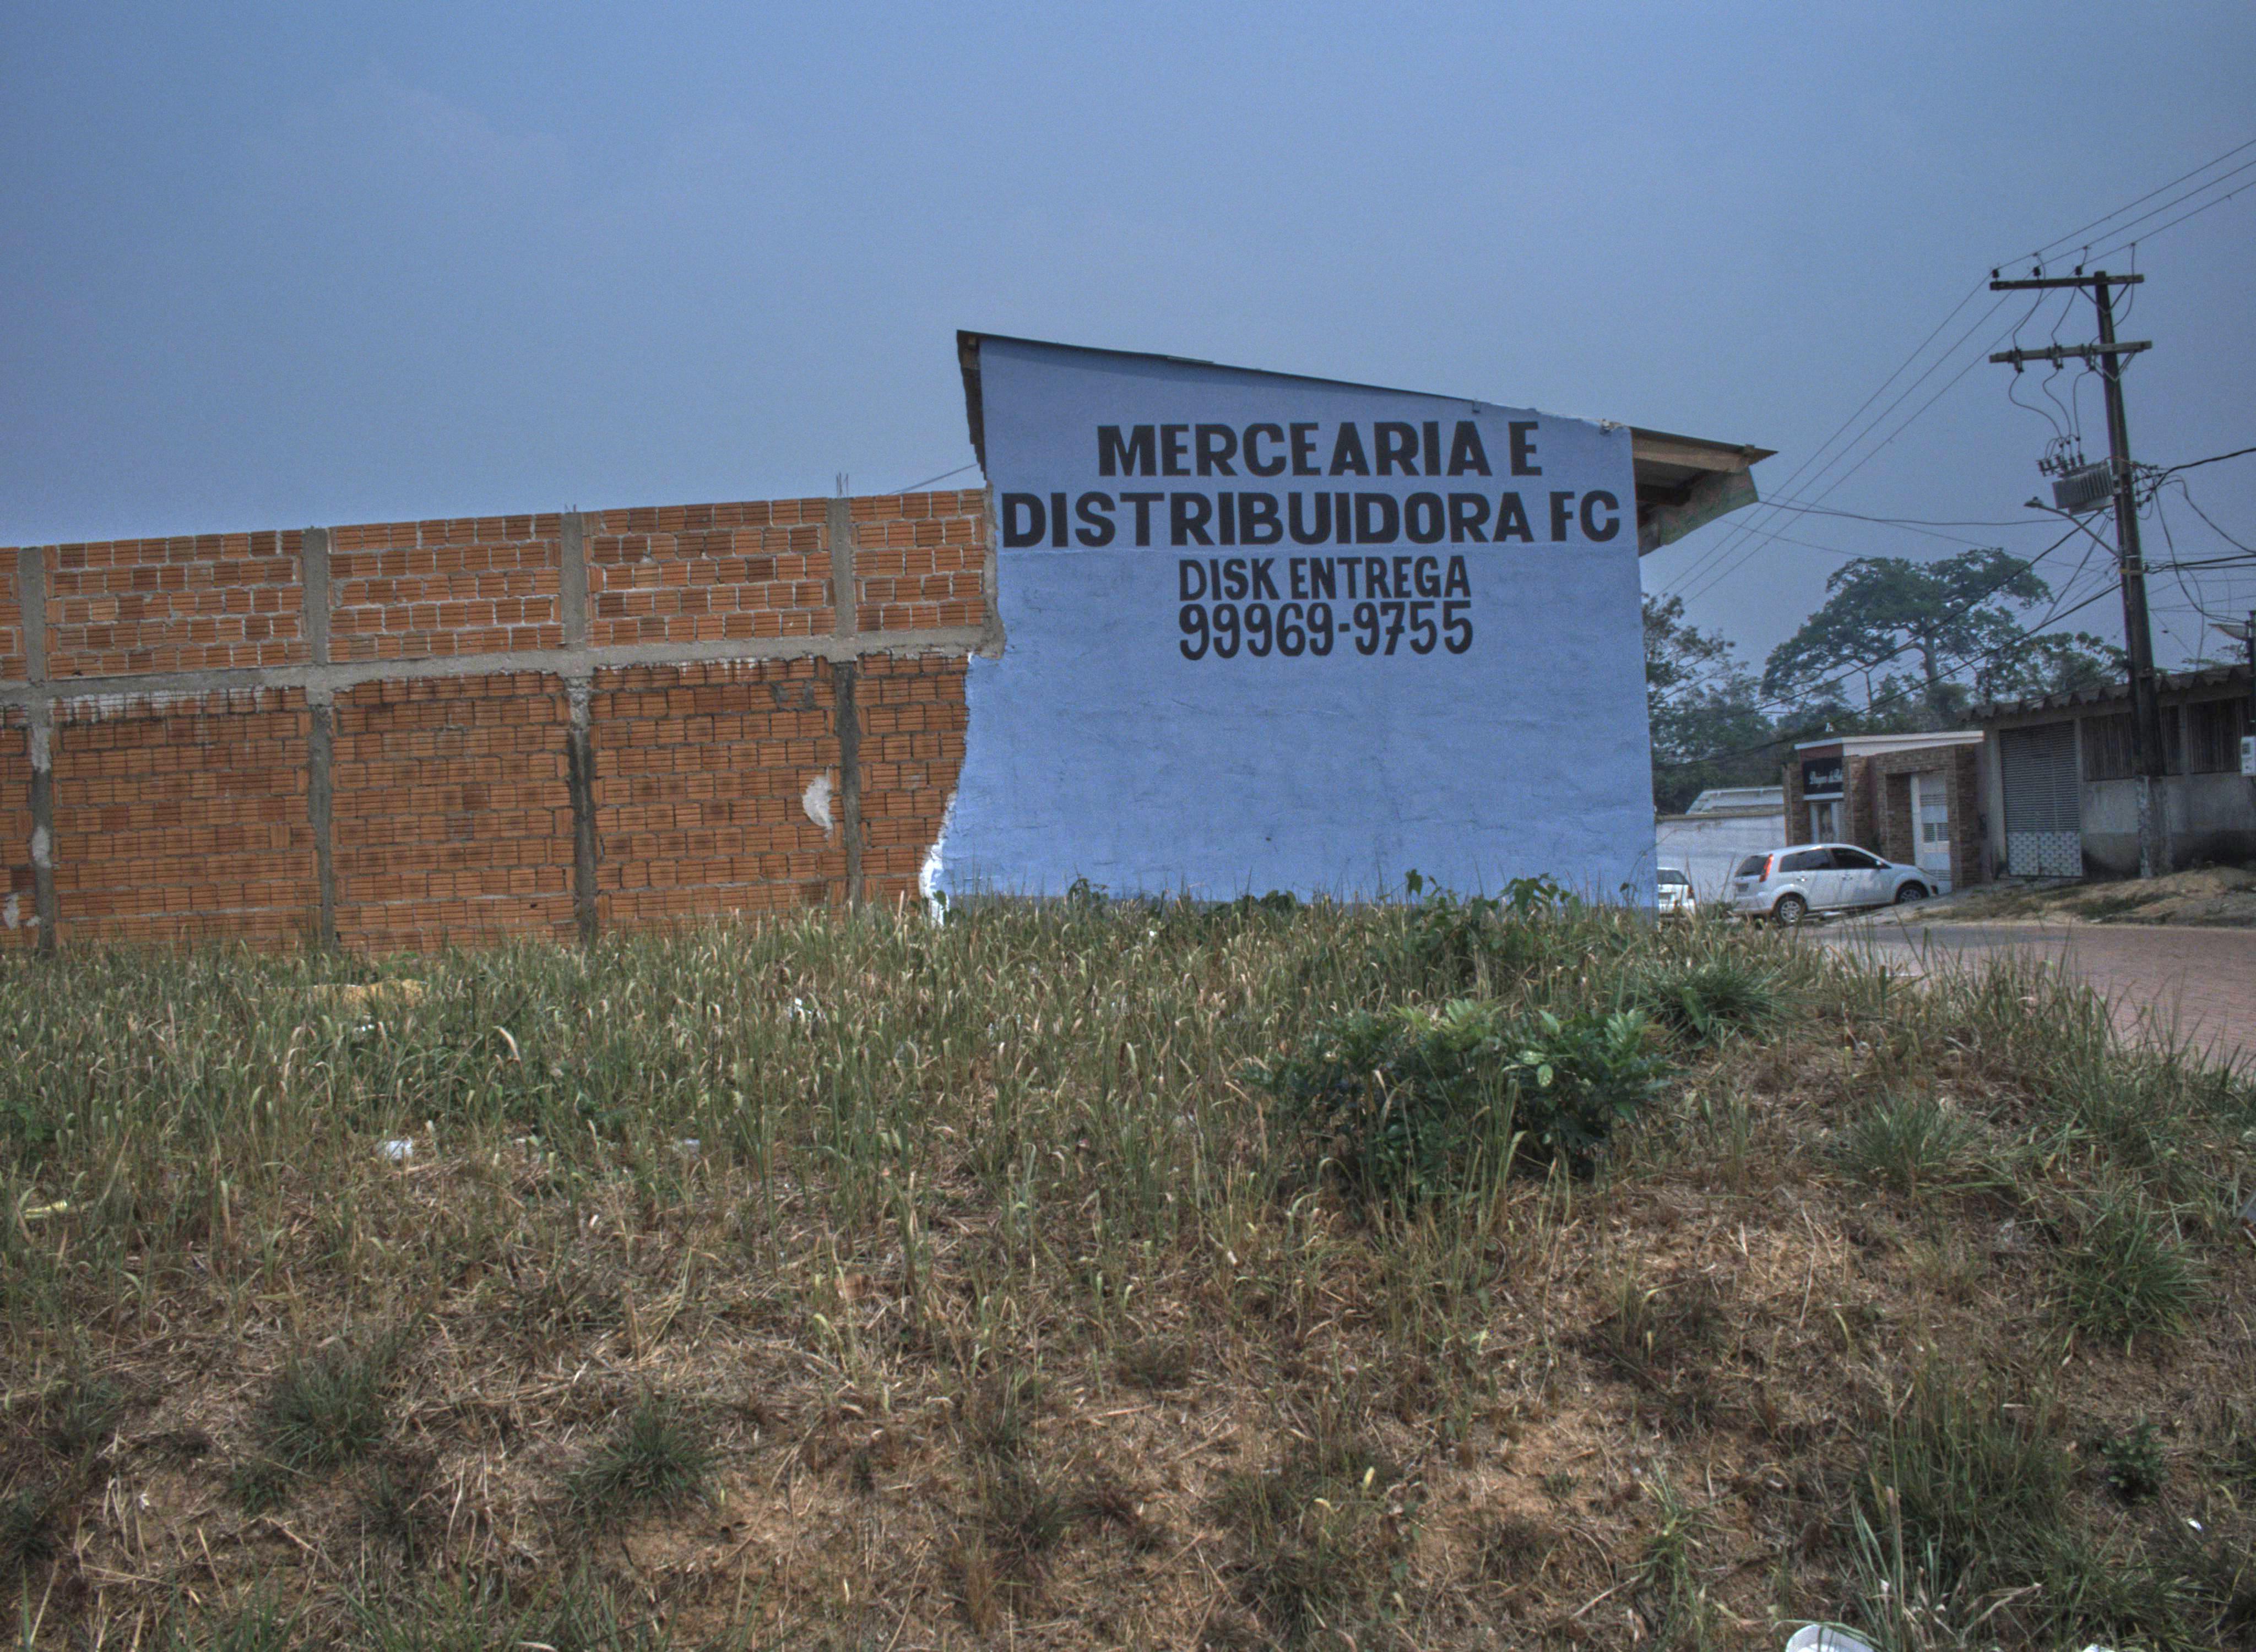 MERCEARIA E
DISTRIBUIDORA FC
DISK ENTREGA
99969-9755